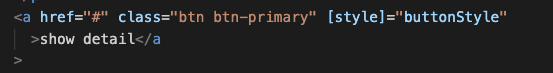 <a href="#" class="btn btn-primary" [style]="buttonStyle"
>show detail</a
>